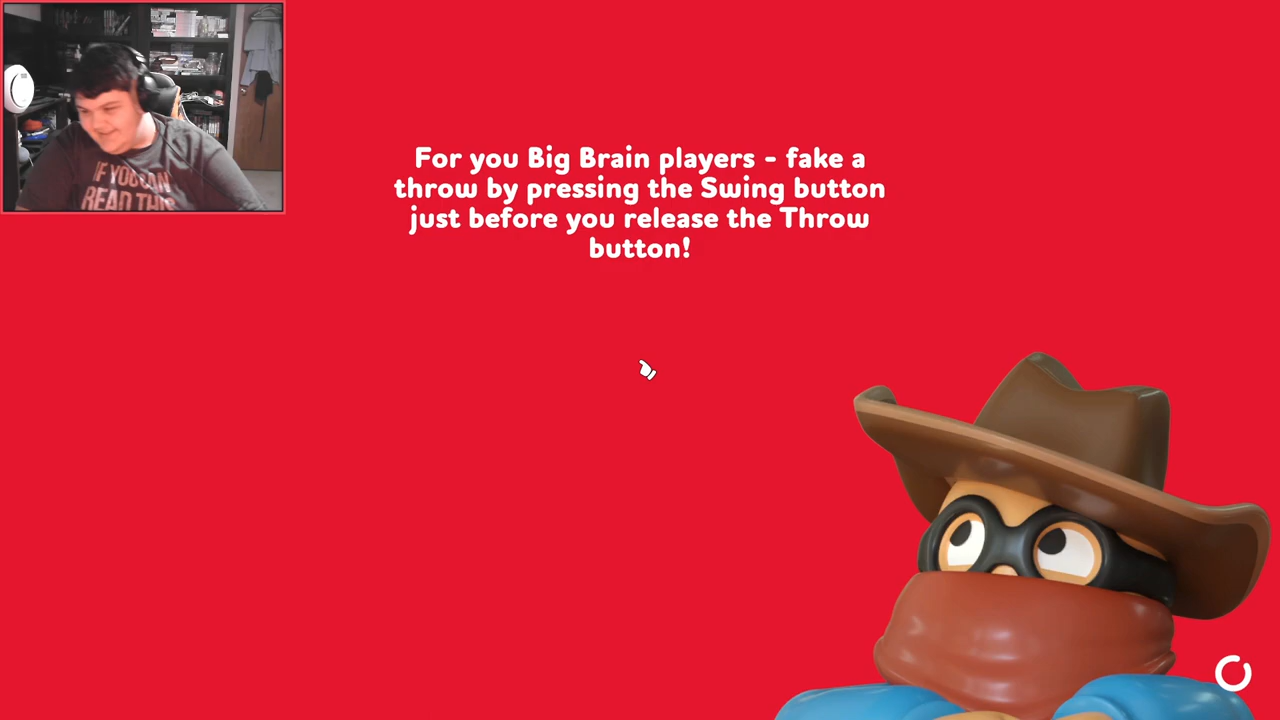 For you Big Brain players - fake a
throw by pressing the Swing button
just before you release the Throw
button!
IF YOU CAN
READ THIS